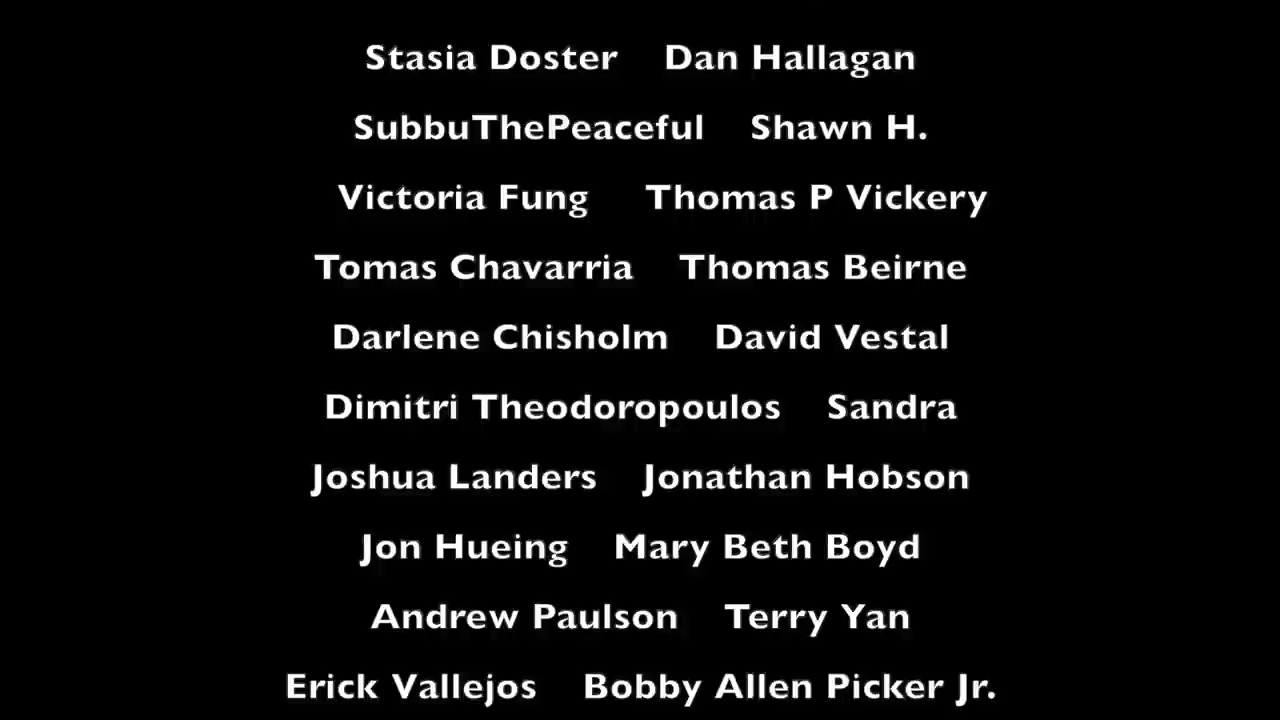 Stasia Doster Dan Hallagan
SubbuThePeaceful Shawn H.
Victoria Fung Thomas P Vickery
Tomas Chavarria Thomas Beirne
Darlene Chisholm David Vestal
Dimitri Theodoropoulos Sandra
Joshua Landers Jonathan Hobson
Jon Hueing Mary Beth Boyd
Andrew Paulson Terry Yan
Erick Vallejos Bobby Allen Picker Jr.